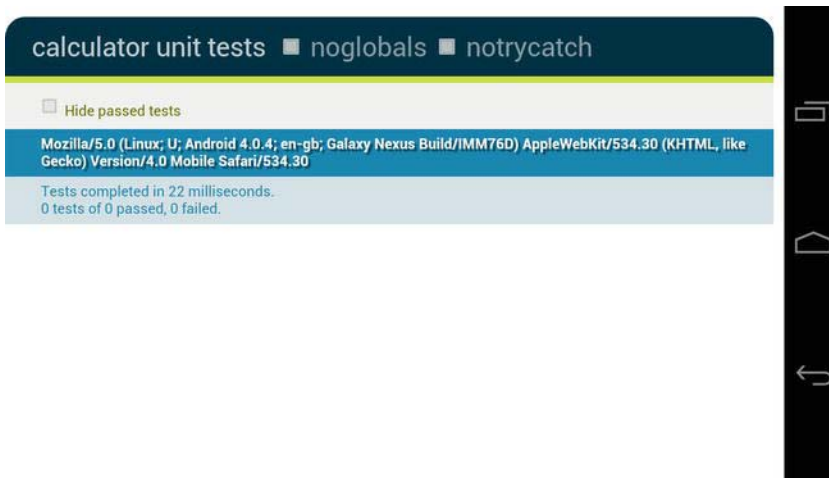 calculator unit tests noglobals notrycatch
Hide passed tests
Mozilla/5.0 (Linux; U; Android 4.0.4; en-gb; Galaxy Nexus Build/IMM76D) AppleWebKit/534.30 (KHTML, like
Gecko) Version/4.0 Mobile Safari/534.30
Tests completed in 22 milliseconds.
0 tests of 0 passed, 0 failed.